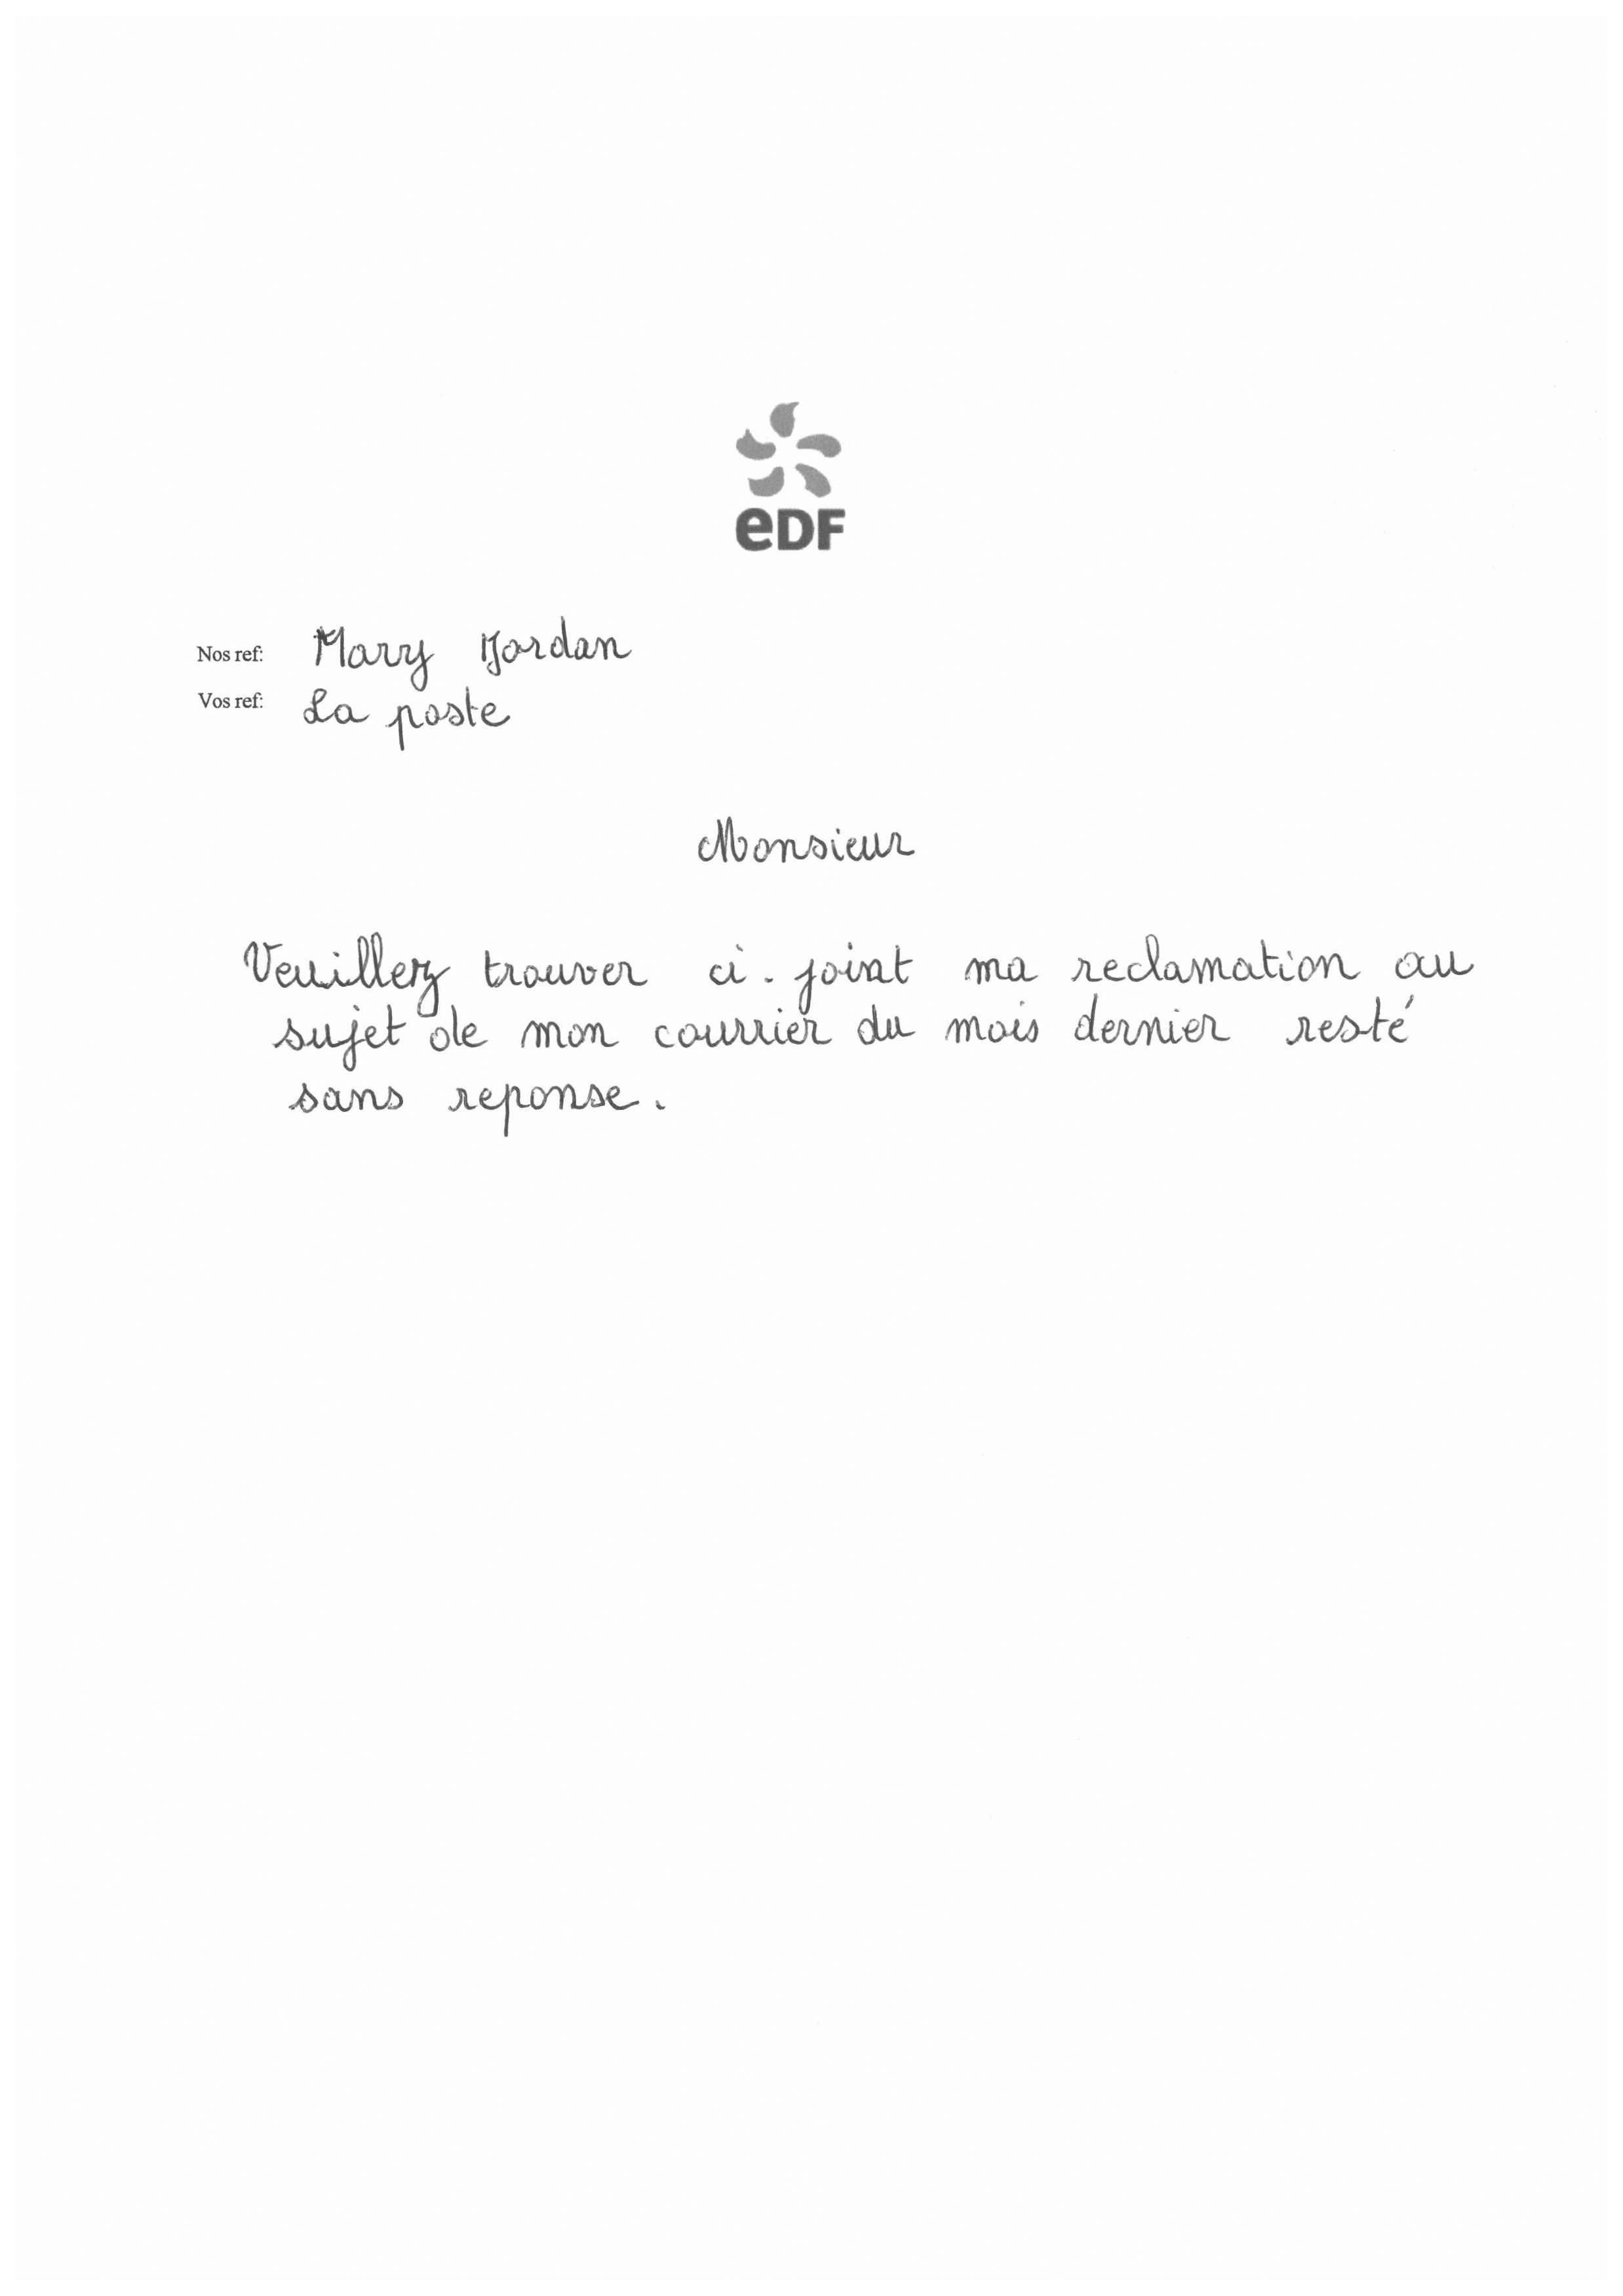 eDF
Nos ref: Mary Jordan
Vos ref: La poste
Monsieur
Veuillez trouver ci-joint ma reclamation au
sujet de mon courrier du mois dernier resté
sans reponse.